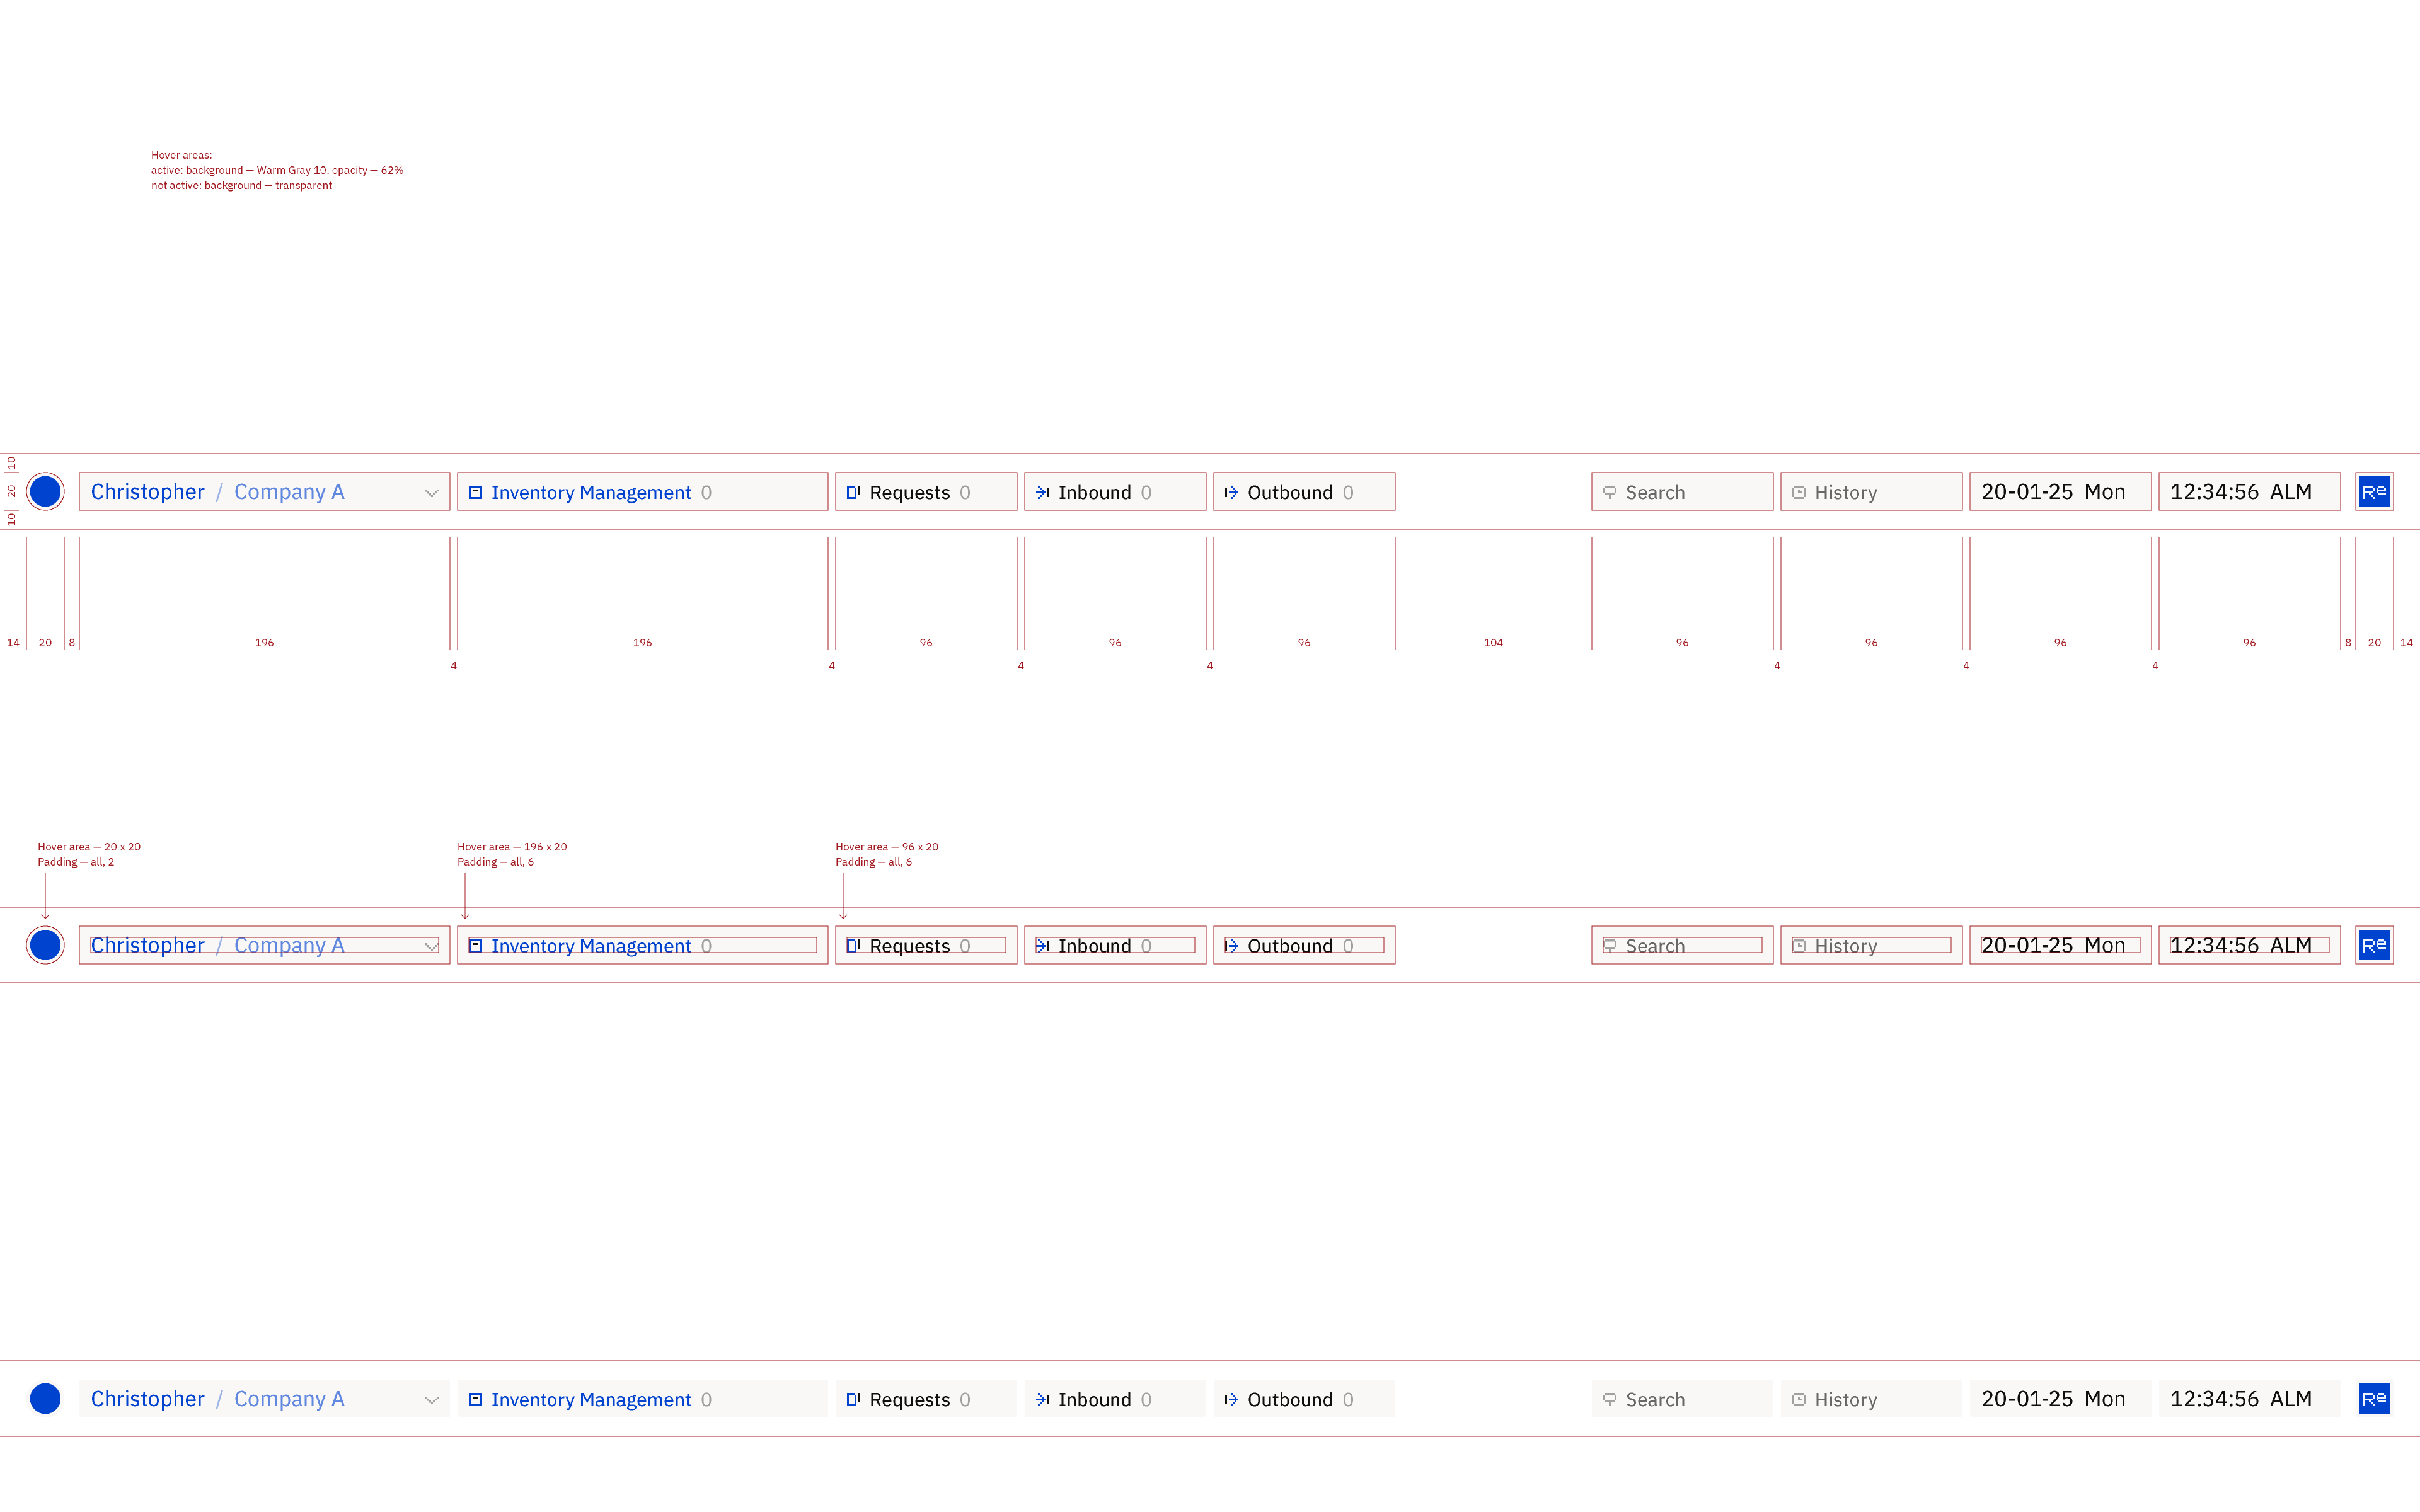 Hover areas:
active: background — Warm Gray 10, opacity — 62%
not active: background — transparent
10
20
10
Christopher / Company A
Inventory Management 0
Requests 0
Inbound 0
Outbound 0
Search
History
20-01-25 Mon
12:34:56 ALM
Re
14 20 8 196 196 96 96 96 104 96 96 96 96 8 20 14
4 4 4 4 4 4 4
Hover area — 20 x 20
Padding — all, 2
Hover area — 196 x 20
Padding — all, 6
Hover area — 96 x 20
Padding — all, 6
Christopher / Company A
Inventory Management 0
Requests 0
Inbound 0
Outbound 0
Search
History
20-01-25 Mon
12:34:56 ALM
Re
Christopher / Company A
Inventory Management 0
Requests 0
Inbound 0
Outbound 0
Search
History
20-01-25 Mon
12:34:56 ALM
Re